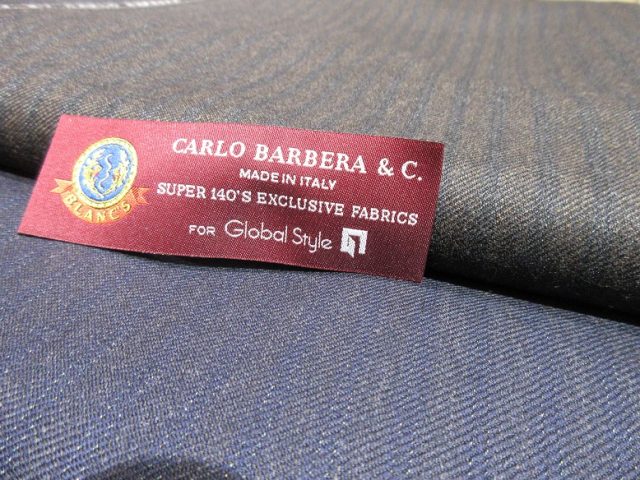 CARLO BARBERA & C.
MADE IN ITALY
SUPER 140'S EXCLUSIVE FABRICS
FOR Global Style
BLANC'S